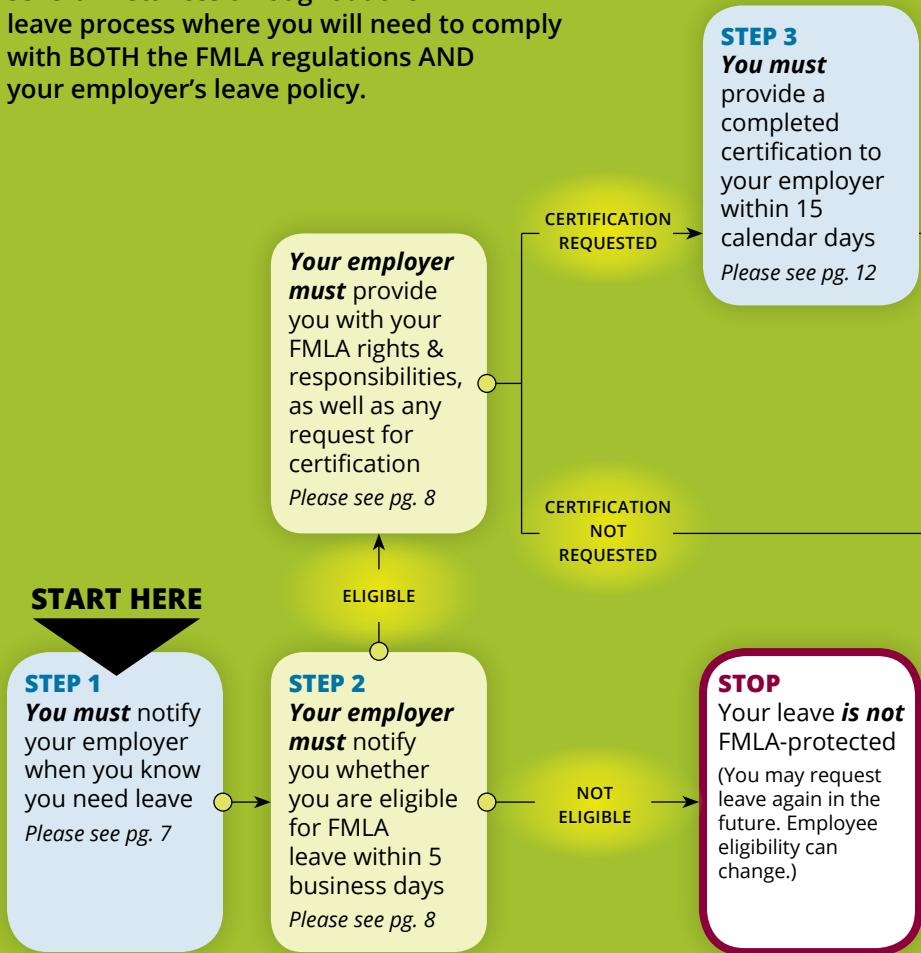 leave process where you will need to comply
with BOTH the FMLA regulations AND
your employer's leave policy.
START HERE
STEP 1
You must notify
your employer
when you know
you need leave
Please see pg. 7
STEP 2
Your employer
must notify
you whether
you are eligible
for FMLA
leave within 5
business days
Please see pg. 8
ELIGIBLE
Your employer
must provide
you with your
FMLA rights &
responsibilities,
as well as any
request for
certification
Please see pg. 8
CERTIFICATION
REQUESTED
STEP 3
You must
provide a
completed
certification to
your employer
within 15
calendar days
Please see pg. 12
CERTIFICATION
NOT
REQUESTED
NOT
ELIGIBLE
STOP
Your leave is not
FMLA-protected
(You may request
leave again in the
future. Employee
eligibility can
change.)